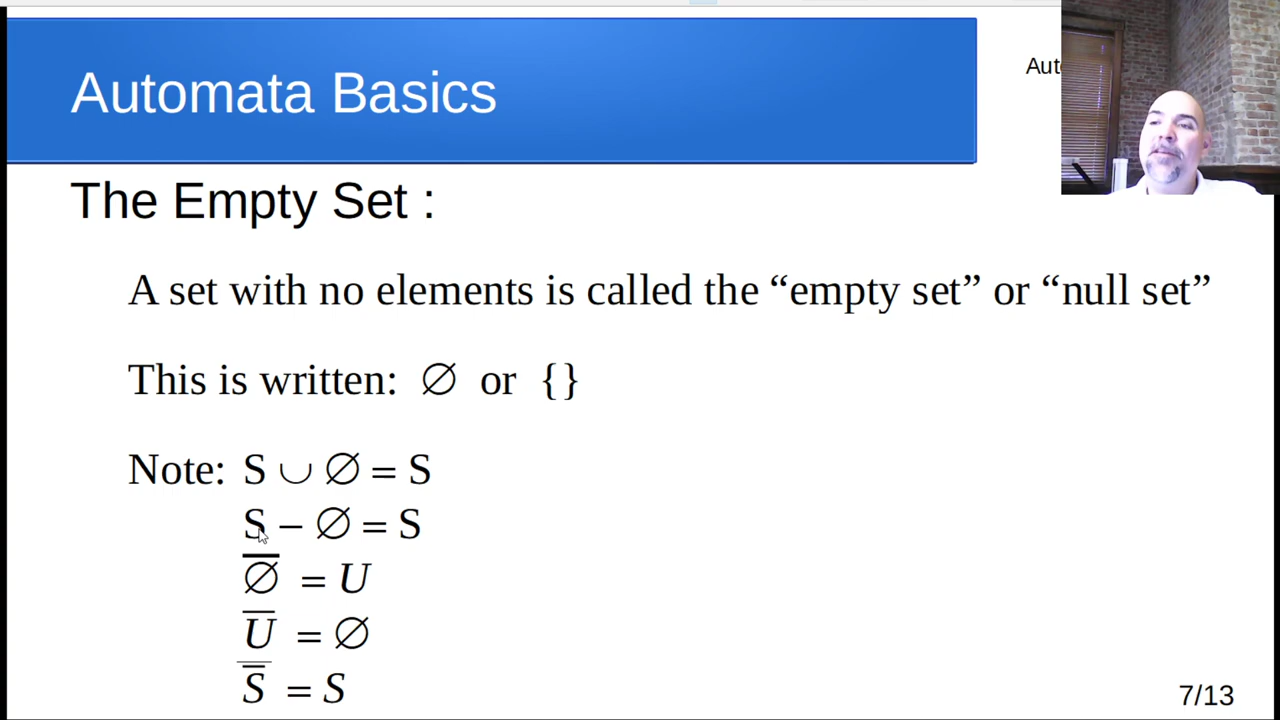 Automata Basics
Aut
The Empty Set :
A set with no elements is called the “empty set” or “null set”
This is written: ∅ or {}
Note: S ∪ ∅ = S
S − ∅ = S
∅̅ = U
U̅ = ∅
S̿ = S
7/13